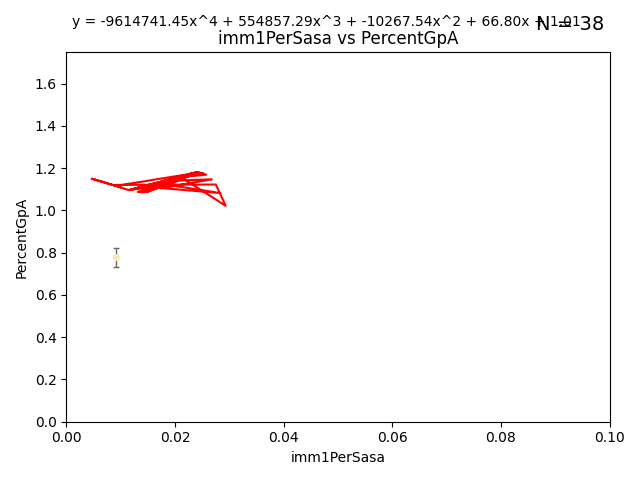 y = -9614741.45x^4 + 554857.29x^3 + -10267.54x^2 + 66.80x + 1.01
N = 38
imm1PerSasa vs PercentGpA
1.6
1.4
1.2
1.0
0.8
0.6
0.4
0.2
0.0
PercentGpA
0.00 0.02 0.04 0.06 0.08 0.10
imm1PerSasa